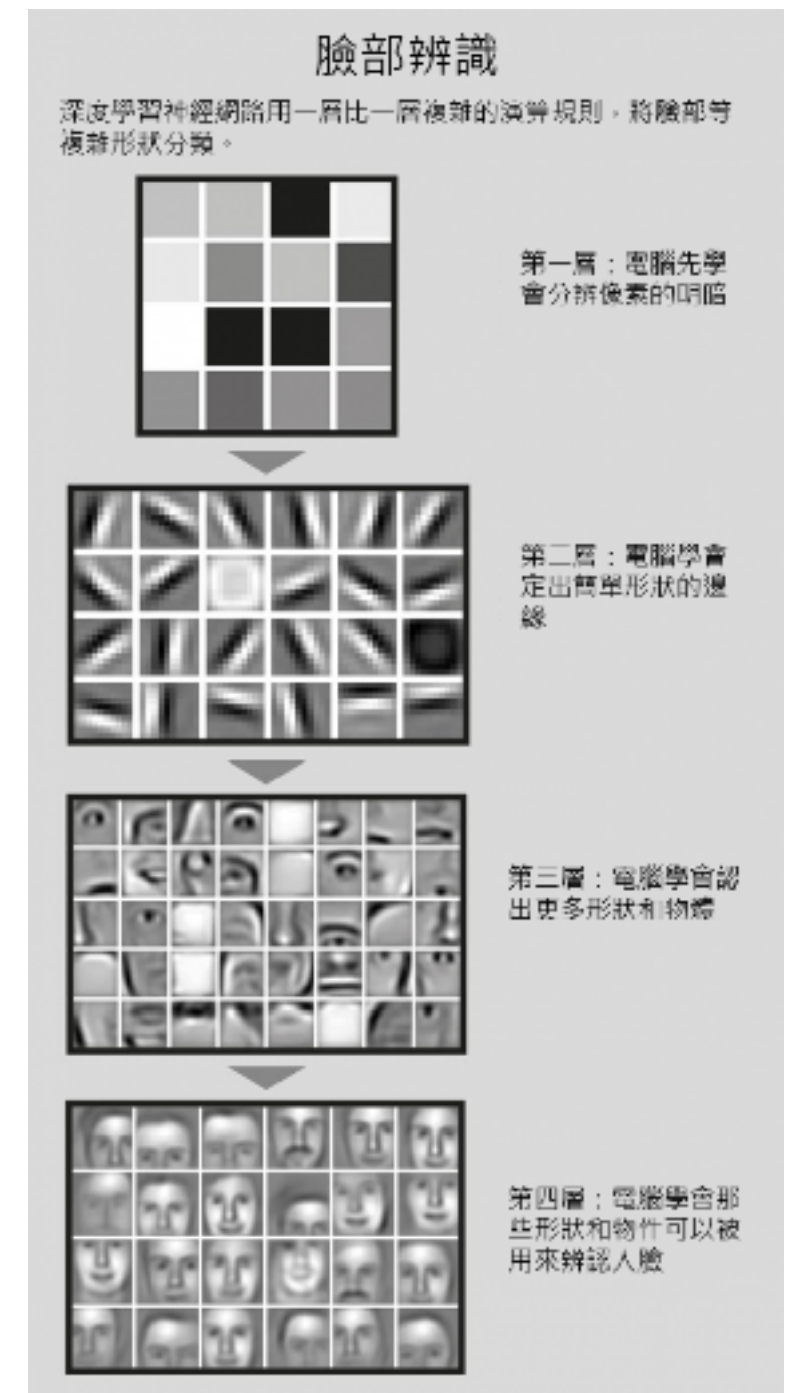 臉部辨識
深度學習神經網路用一層比一層複雜的演算規則，將臉部等
複雜形狀分類。
第一層：電腦先學
會分辨像素的明暗
第二層：電腦學會
定出簡單形狀的邊
緣
第三層：電腦學會認
出更多形狀和物體
第四層：電腦學會那
些形狀和物件可以被
用來辨認人臉